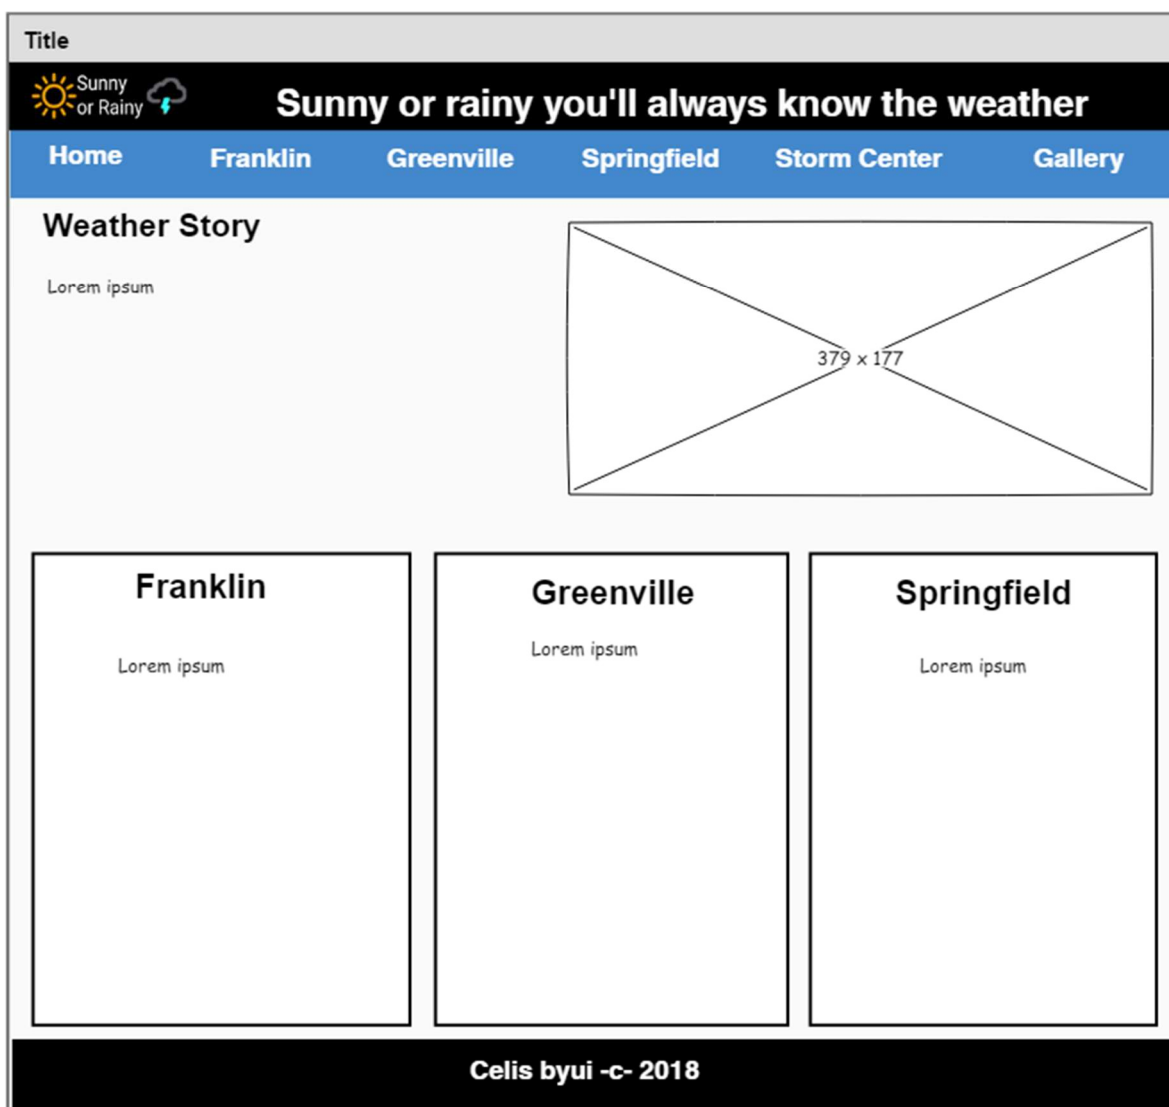 Title
Sunny
or Rainy
Sunny or rainy you'll always know the weather
Home Franklin Greenville Springfield Storm Center Gallery
Weather Story
Lorem ipsum
379 x 177
Franklin
Lorem ipsum
Greenville
Lorem ipsum
Springfield
Lorem ipsum
Celis byui -c- 2018